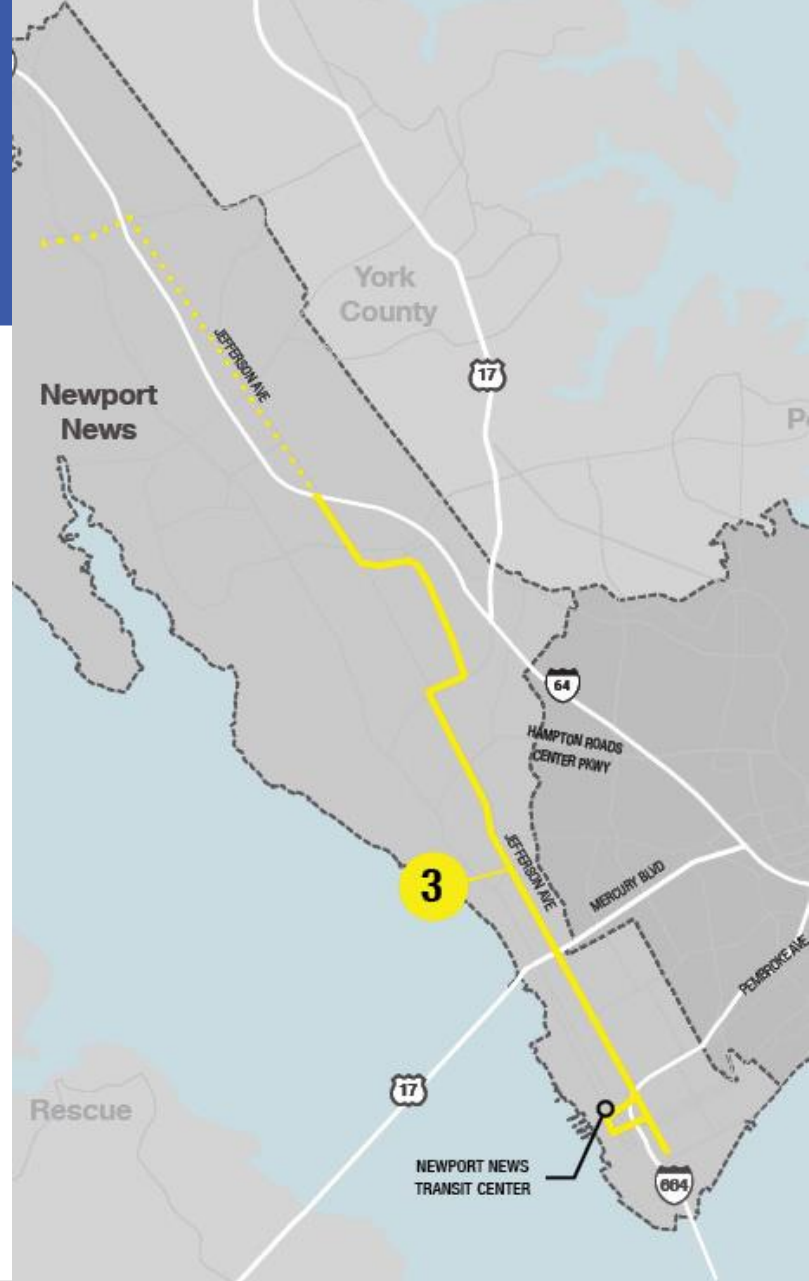 York
County
17
JEFFERSON AVE
Newport
News
64
HAMPTON ROADS
CENTER PKWY
JEFFERSON AVE
3
MERCURY BLVD
PEMBROKE AVE
17
Rescue
NEWPORT NEWS
TRANSIT CENTER
664